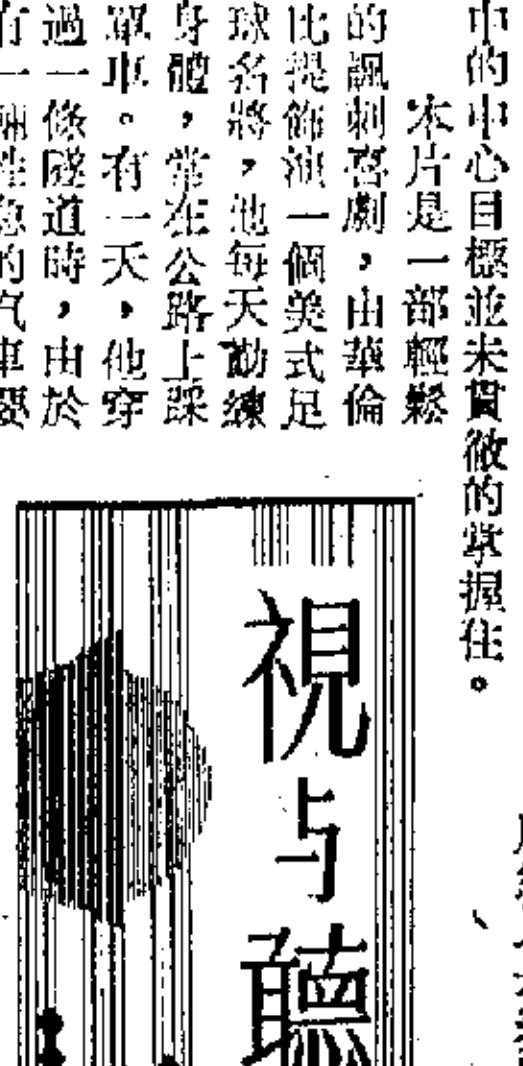 中的中心目標並未貫徹的掌握住。
本片是一部輕鬆
的諷刺喜劇，由華倫
比提飾演一個美式足
球名將，他每天勤練
身體，常在公路上踩
單車。有一天，他穿
過一條隧道時，由於
有一輛性急的汽車要
視与聽